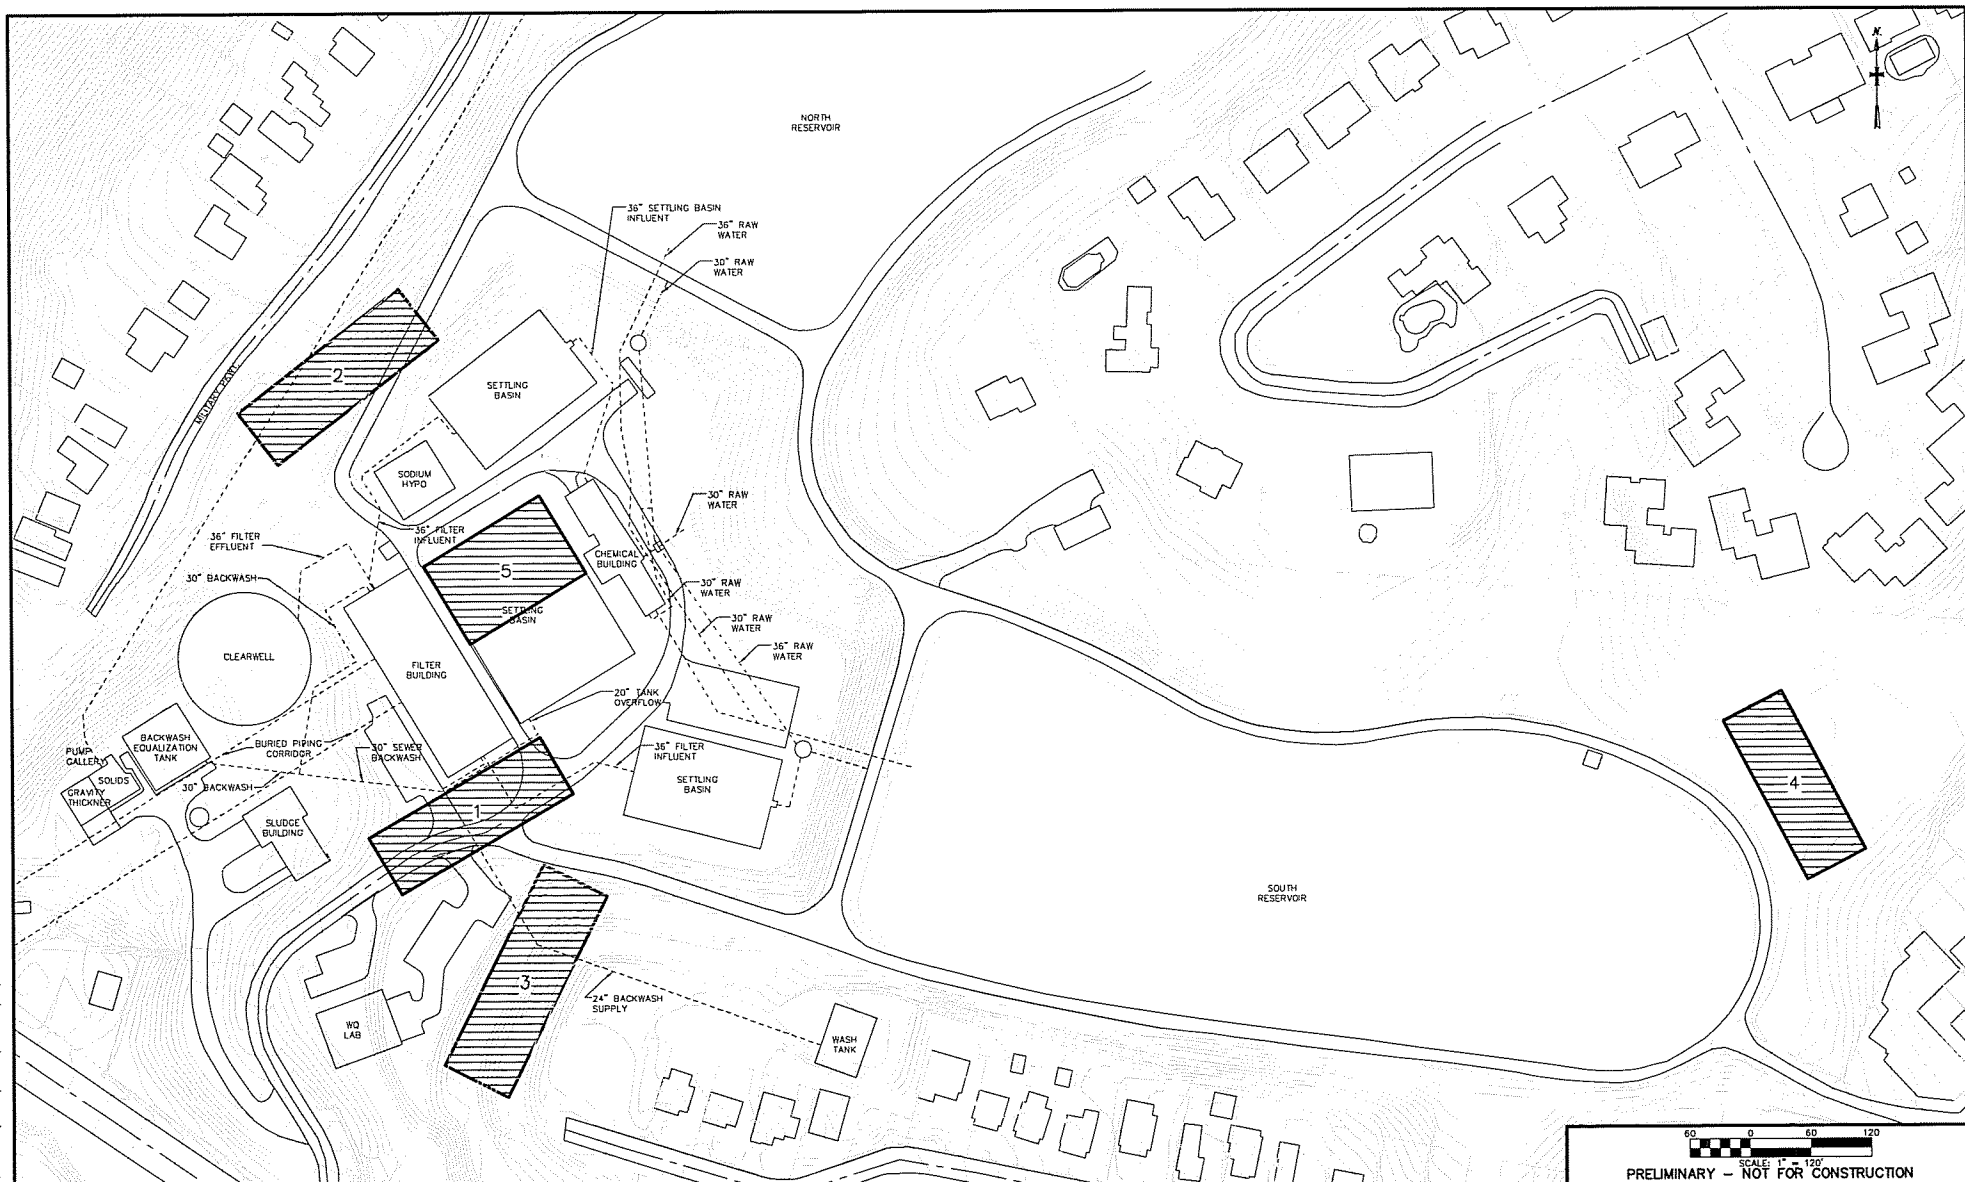 N
NORTH
RESERVOIR
36" SETTLING BASIN
INFLUENT
36" RAW
WATER
30" RAW
WATER
2
MILITARY PKWY
SETTLING
BASIN
SODIUM
HYPO
30" RAW
WATER
36" FILTER
INFLUENT
36" FILTER
EFFLUENT
CHEMICAL
BUILDING
5
30" BACKWASH
30" RAW
WATER
SETTLING
BASIN
30" RAW
WATER
CLEARWELL
FILTER
BUILDING
36" RAW
WATER
20" TANK
OVERFLOW
BACKWASH
EQUALIZATION
TANK
BURIED PIPING
CORRIDOR
30" SEWER
BACKWASH
36" FILTER
INFLUENT
PUMP
GALLERY
SOLIDS
SETTLING
BASIN
4
30" BACKWASH
GRAVITY
THICKNER
1
SLUDGE
BUILDING
SOUTH
RESERVOIR
3
24" BACKWASH
SUPPLY
WQ
LAB
WASH
TANK
60 0 60 120
SCALE: 1" = 120'
PRELIMINARY - NOT FOR CONSTRUCTION